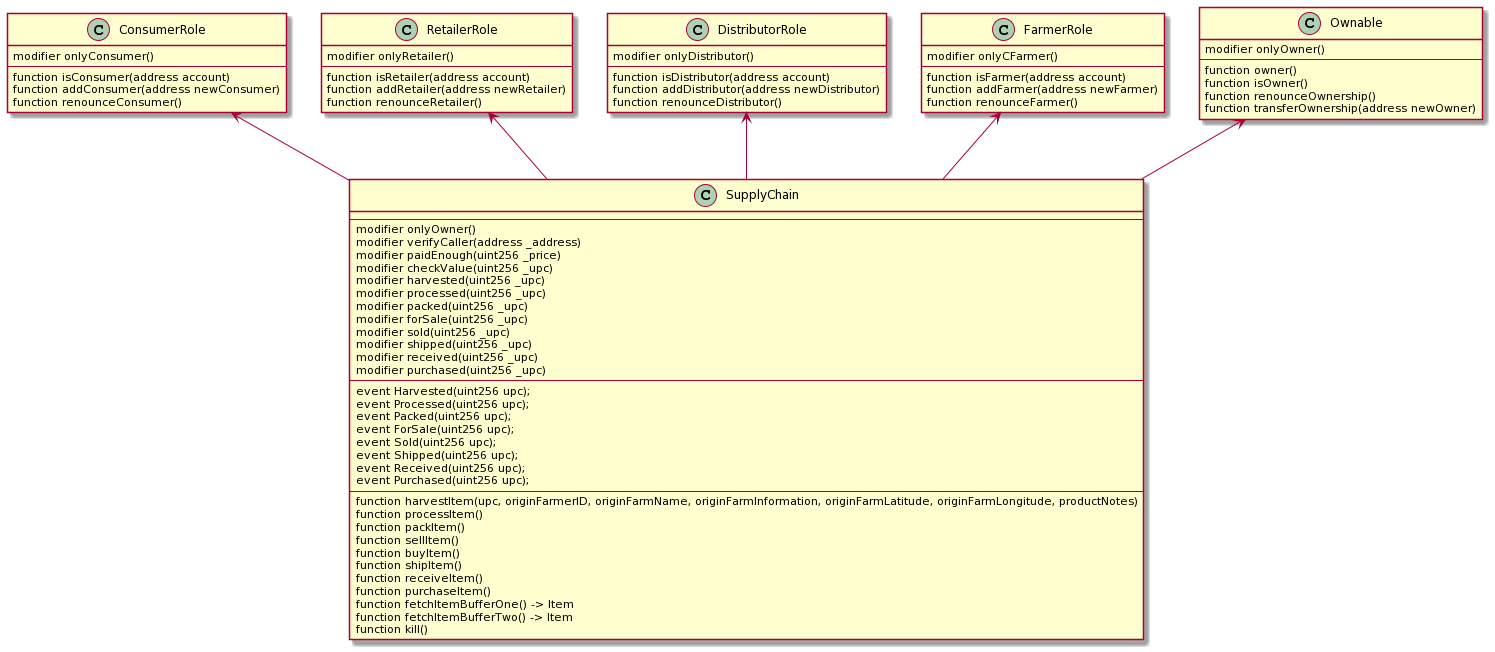 C ConsumerRole
modifier onlyConsumer()
function isConsumer(address account)
function addConsumer(address newConsumer)
function renounceConsumer()
C RetailerRole
modifier onlyRetailer()
function isRetailer(address account)
function addRetailer(address newRetailer)
function renounceRetailer()
C DistributorRole
modifier onlyDistributor()
function isDistributor(address account)
function addDistributor(address newDistributor)
function renounceDistributor()
C FarmerRole
modifier onlyCFarmer()
function isFarmer(address account)
function addFarmer(address newFarmer)
function renounceFarmer()
C Ownable
modifier onlyOwner()
function owner()
function isOwner()
function renounceOwnership()
function transferOwnership(address newOwner)
C SupplyChain
modifier onlyOwner()
modifier verifyCaller(address _address)
modifier paidEnough(uint256 _price)
modifier checkValue(uint256 _upc)
modifier harvested(uint256 _upc)
modifier processed(uint256 _upc)
modifier packed(uint256 _upc)
modifier forSale(uint256 _upc)
modifier sold(uint256 _upc)
modifier shipped(uint256 _upc)
modifier received(uint256 _upc)
modifier purchased(uint256 _upc)
event Harvested(uint256 upc);
event Processed(uint256 upc);
event Packed(uint256 upc);
event ForSale(uint256 upc);
event Sold(uint256 upc);
event Shipped(uint256 upc);
event Received(uint256 upc);
event Purchased(uint256 upc);
function harvestItem(upc, originFarmerID, originFarmName, originFarmInformation, originFarmLatitude, originFarmLongitude, productNotes)
function processItem()
function packItem()
function sellItem()
function buyItem()
function shipItem()
function receiveItem()
function purchaseItem()
function fetchItemBufferOne() -> Item
function fetchItemBufferTwo() -> Item
function kill()